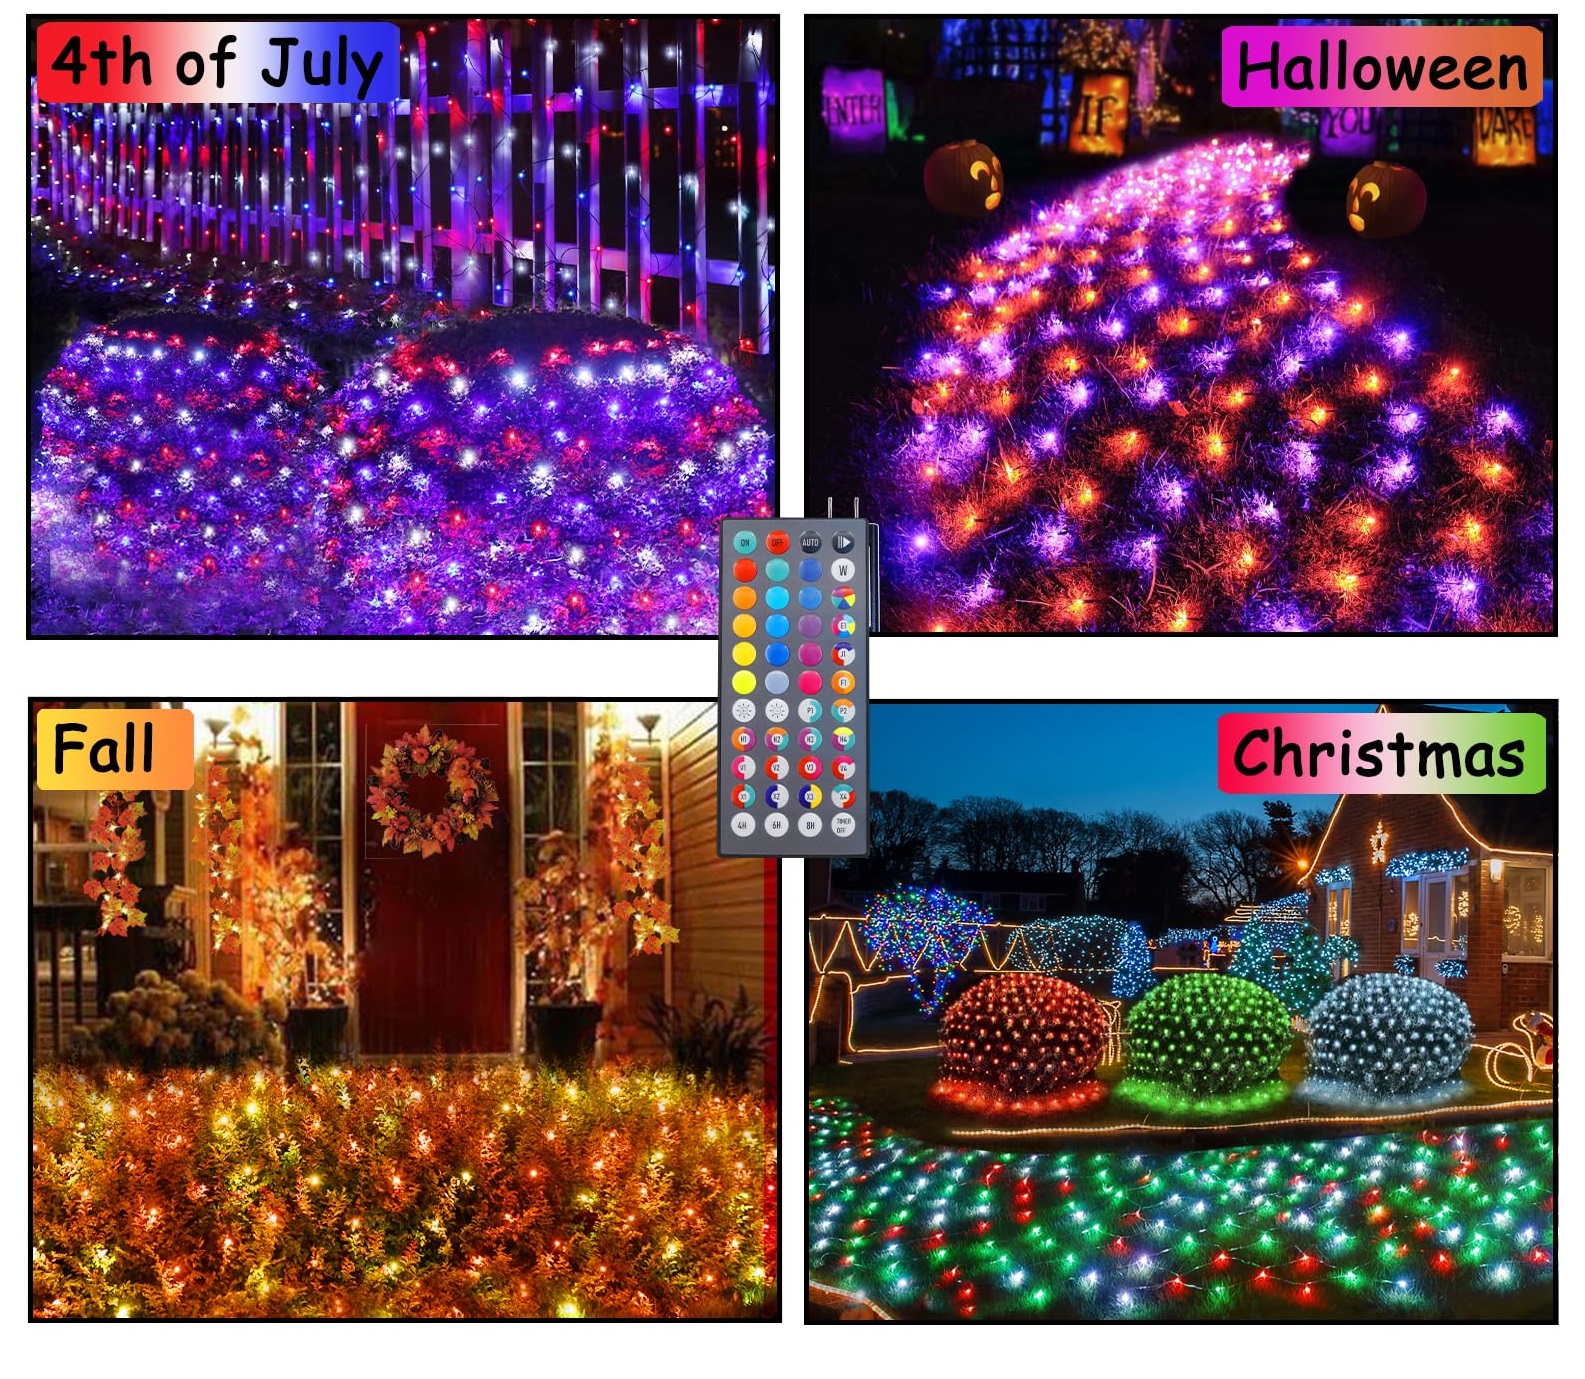 4th of July
Halloween
ENTER
IF
YOU
DARE
ON OFF AUTO
W
E1
J1
F1
P1 P2
H1 H2 H3 H4
V1 V2 V3 V4
X1 X2 X3 X4
4H 6H 8H TIMER
OFF
Fall
Christmas